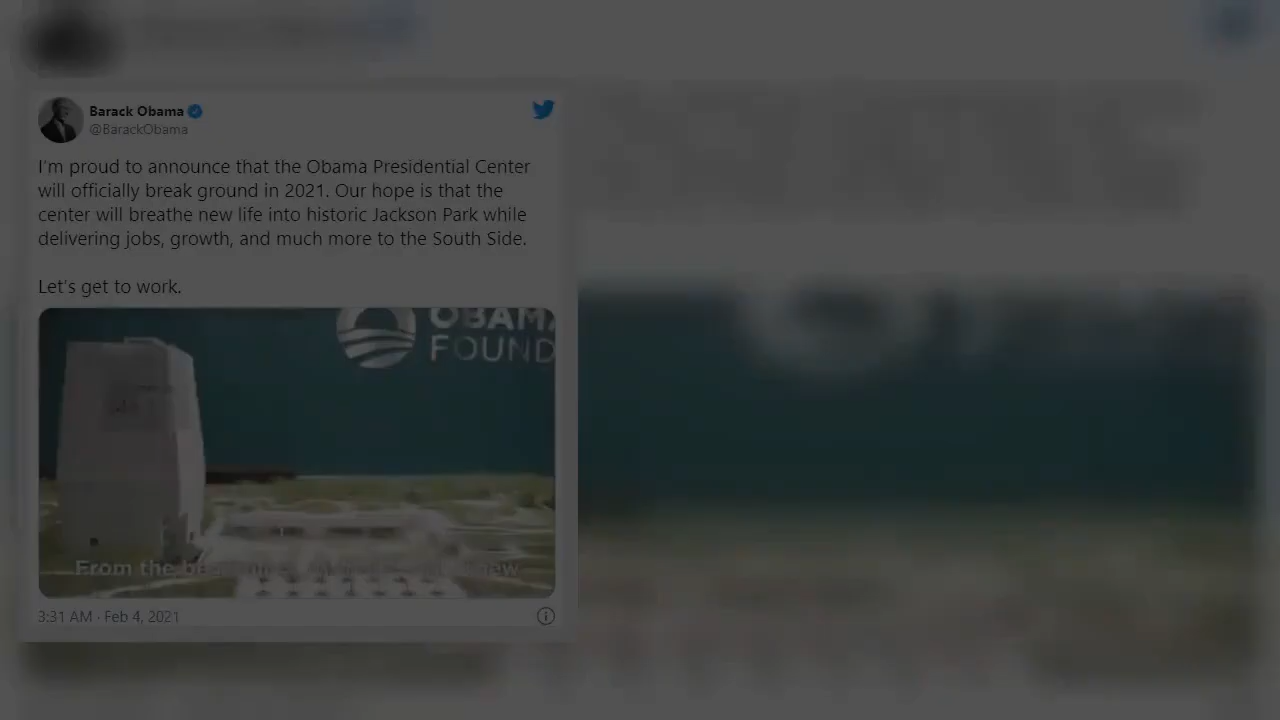 Barack Obama
@BarackObama
I'm proud to announce that the Obama Presidential Center
will officially break ground in 2021. Our hope is that the
center will breathe new life into historic Jackson Park while
delivering jobs, growth, and much more to the South Side.
Let's get to work.
OBAMA
FOUND
From the new
3:31 AM · Feb 4, 2021